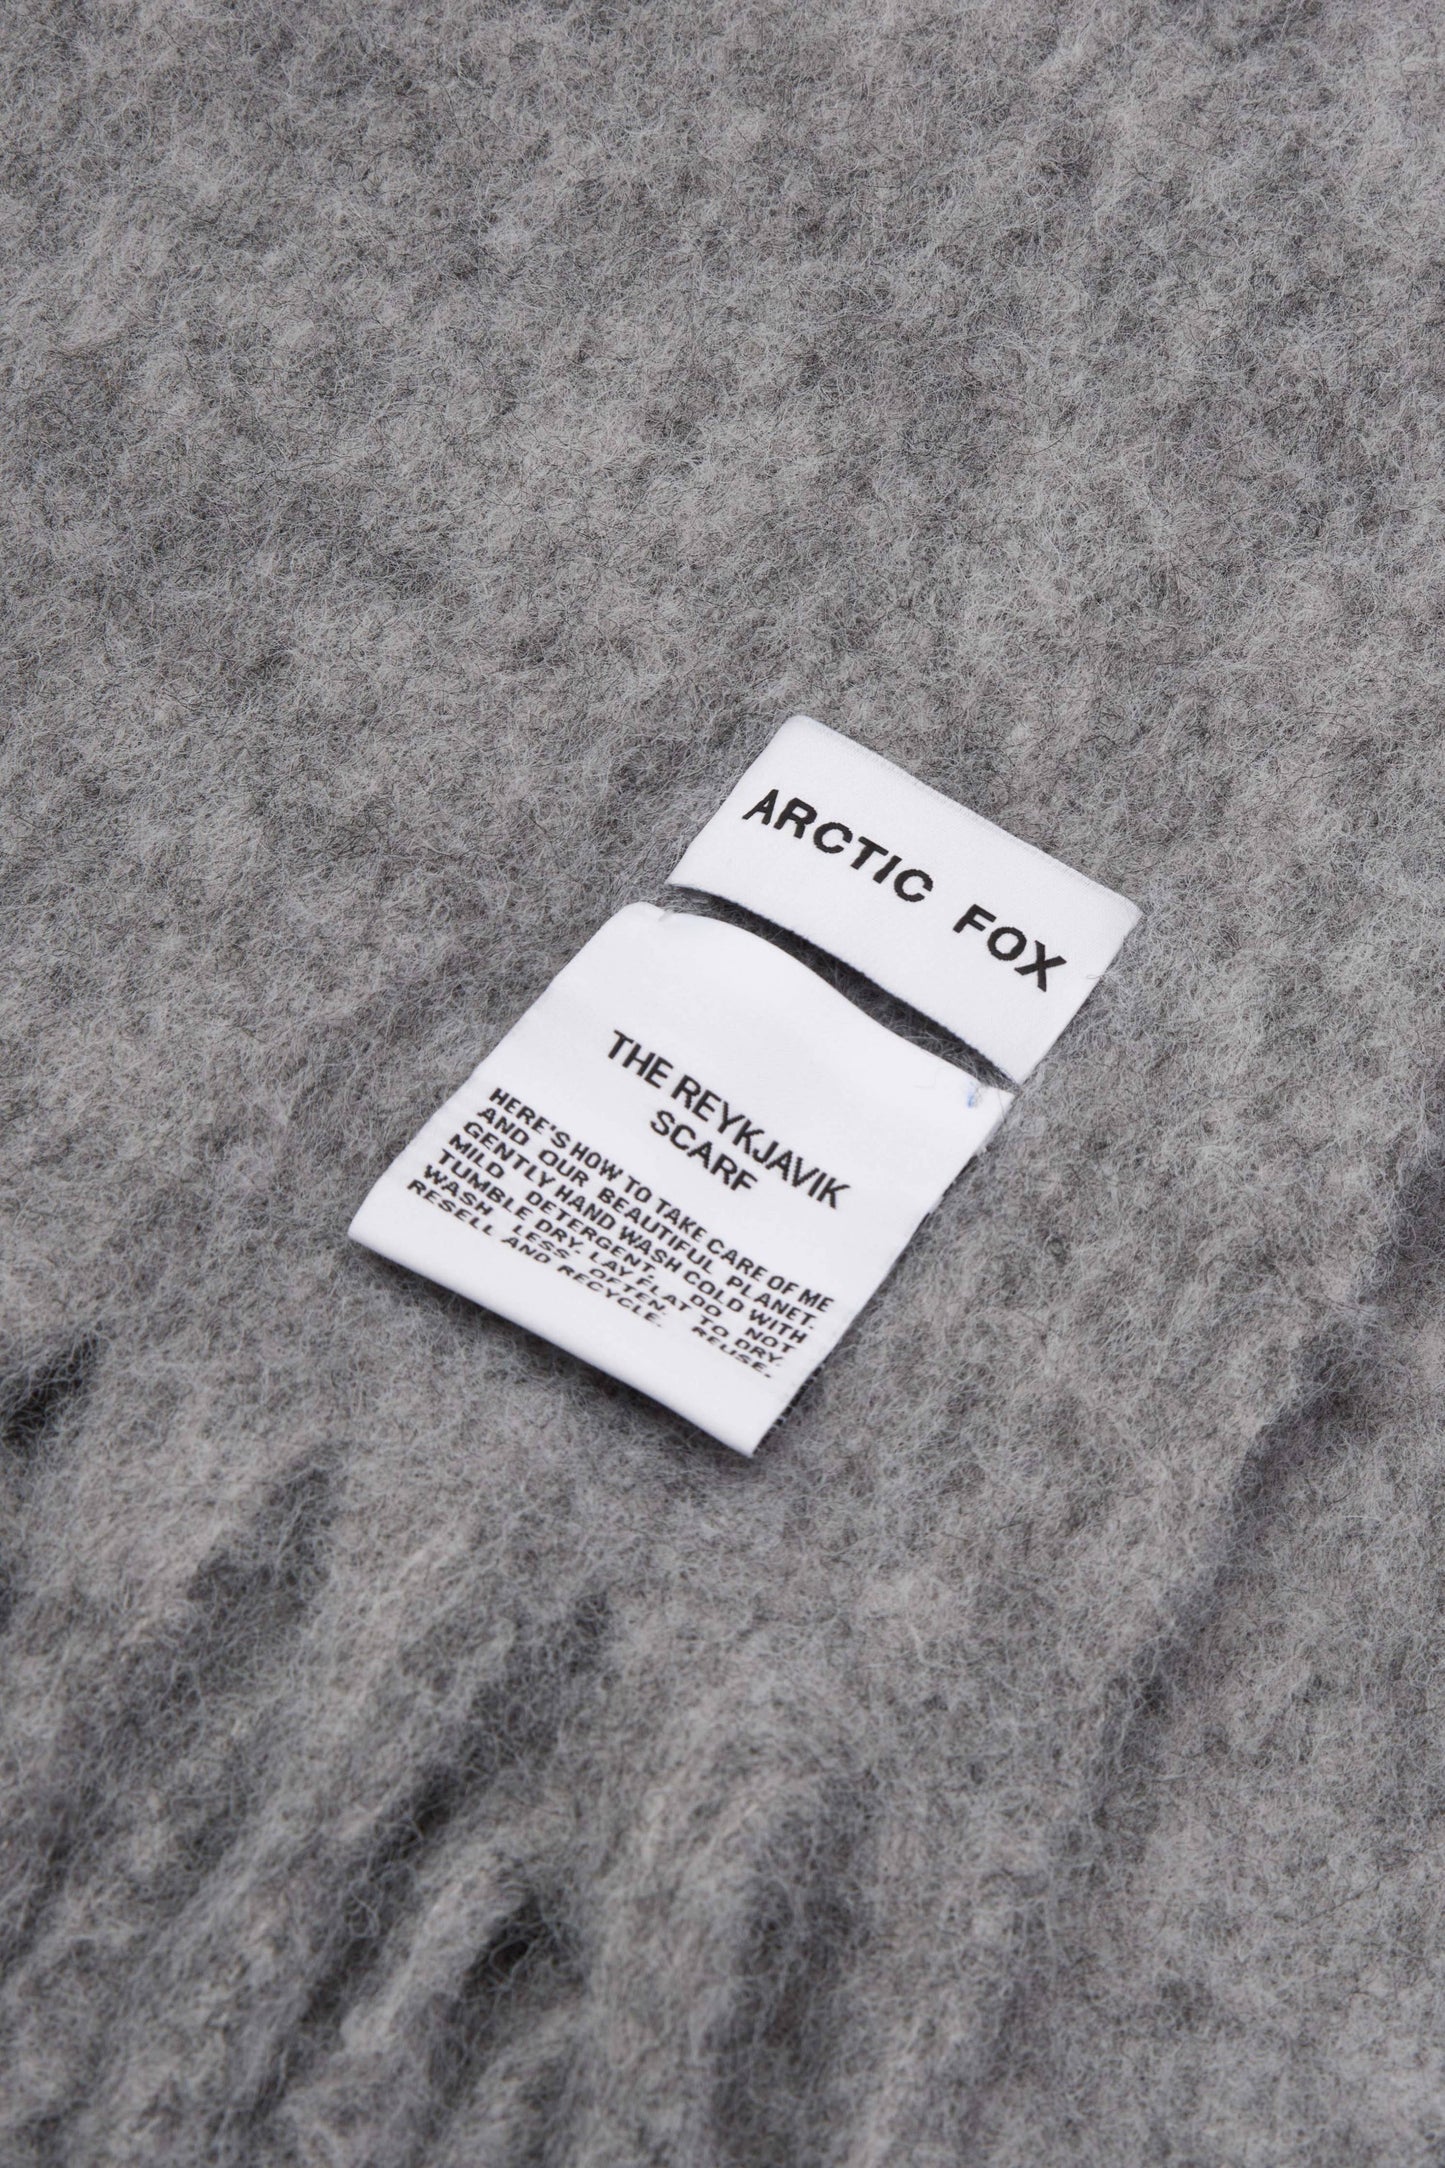 ARCTIC FOX
THE REYKJAVIK
SCARF
HERE'S HOW TO TAKE CARE OF ME
AND OUR BEAUTIFUL PLANET.
GENTLY HAND WASH COLD WITH
MILD DETERGENT. DO NOT
TUMBLE DRY. LAY FLAT TO DRY.
WASH LESS OFTEN. REUSE.
RESELL AND RECYCLE.